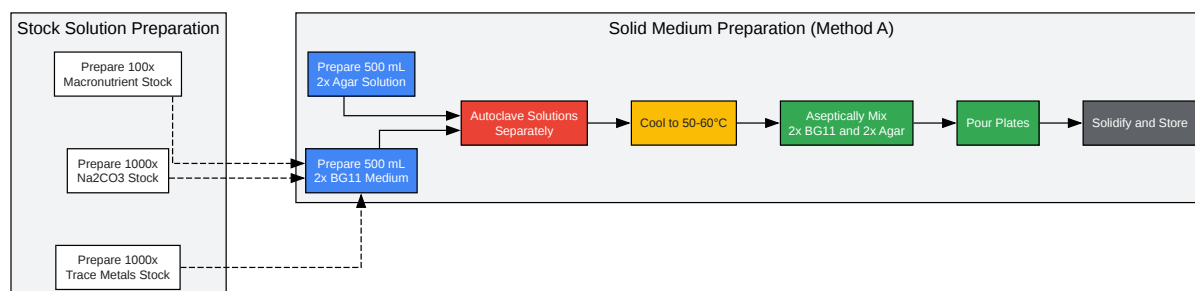 Stock Solution Preparation
Prepare 100x
Macronutrient Stock
Prepare 1000x
Na2CO3 Stock
Prepare 1000x
Trace Metals Stock
Solid Medium Preparation (Method A)
Prepare 500 mL
2x Agar Solution
Prepare 500 mL
2x BG11 Medium
Autoclave Solutions
Separately
Cool to 50-60°C
Aseptically Mix
2x BG11 and 2x Agar
Pour Plates
Solidify and Store